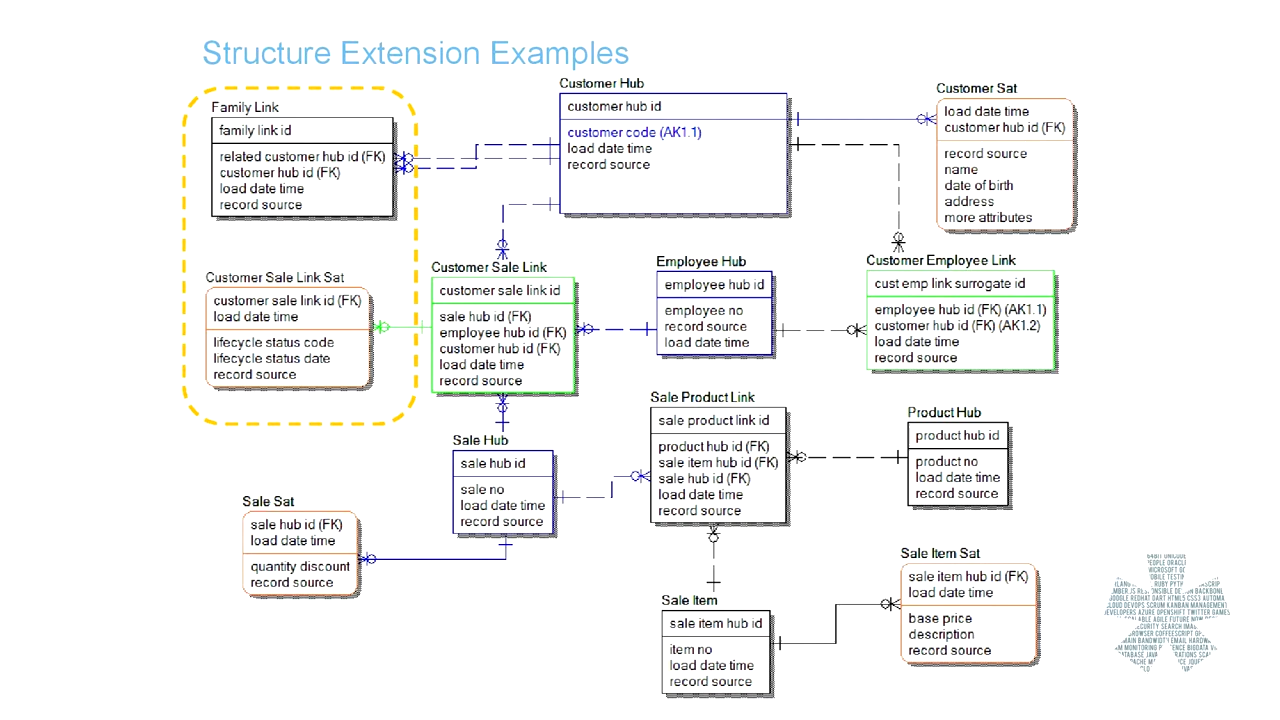 Structure Extension Examples
Family Link
family link id
related customer hub id (FK)
customer hub id (FK)
load date time
record source
Customer Hub
customer hub id
customer code (AK1.1)
load date time
record source
Customer Sat
load date time
customer hub id (FK)
record source
name
date of birth
address
more attributes
Customer Sale Link Sat
customer sale link id (FK)
load date time
lifecycle status code
lifecycle status date
record source
Customer Sale Link
customer sale link id
sale hub id (FK)
employee hub id (FK)
customer hub id (FK)
load date time
record source
Employee Hub
employee hub id
employee no
record source
load date time
Customer Employee Link
cust emp link surrogate id
employee hub id (FK) (AK1.1)
customer hub id (FK) (AK1.2)
load date time
record source
Sale Hub
sale hub id
sale no
load date time
record source
Sale Product Link
sale product link id
product hub id (FK)
sale item hub id (FK)
sale hub id (FK)
load date time
record source
Product Hub
product hub id
product no
load date time
record source
Sale Sat
sale hub id (FK)
load date time
quantity discount
record source
Sale Item
sale item hub id
item no
load date time
record source
Sale Item Sat
sale item hub id (FK)
load date time
base price
description
record source